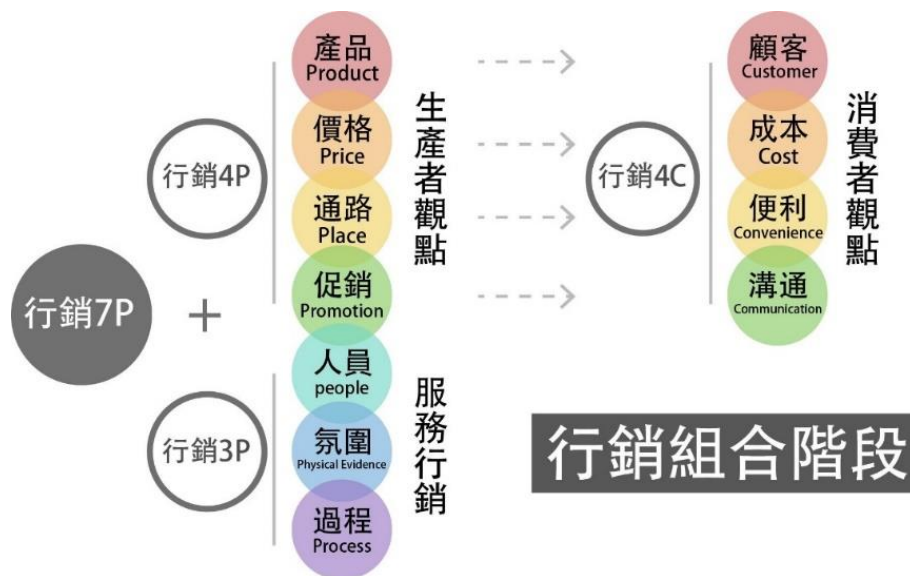 行銷7P
+
行銷4P
產品
Product
價格
Price
通路
Place
促銷
Promotion
生產者觀點
行銷3P
人員
people
氛圍
Physical Evidence
過程
Process
服務行銷
行銷4C
顧客
Customer
成本
Cost
便利
Convenience
溝通
Communication
消費者觀點
行銷組合階段